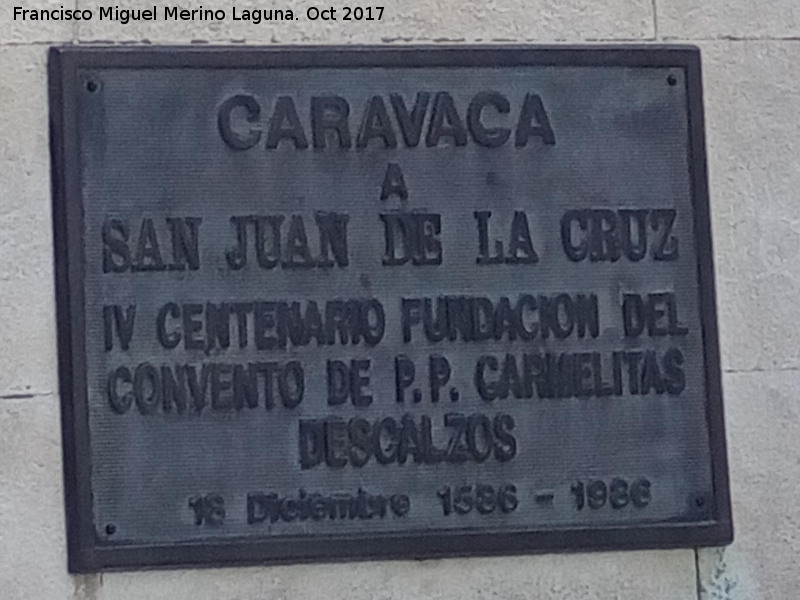 Francisco Miguel Merino Laguna. Oct 2017
CARAVACA
A
SAN JUAN DE LA CRUZ
IV CENTENARIO FUNDACION DEL
CONVENTO DE P.P. CARMELITAS
DESCALZOS
18 Diciembre 1586 - 1986